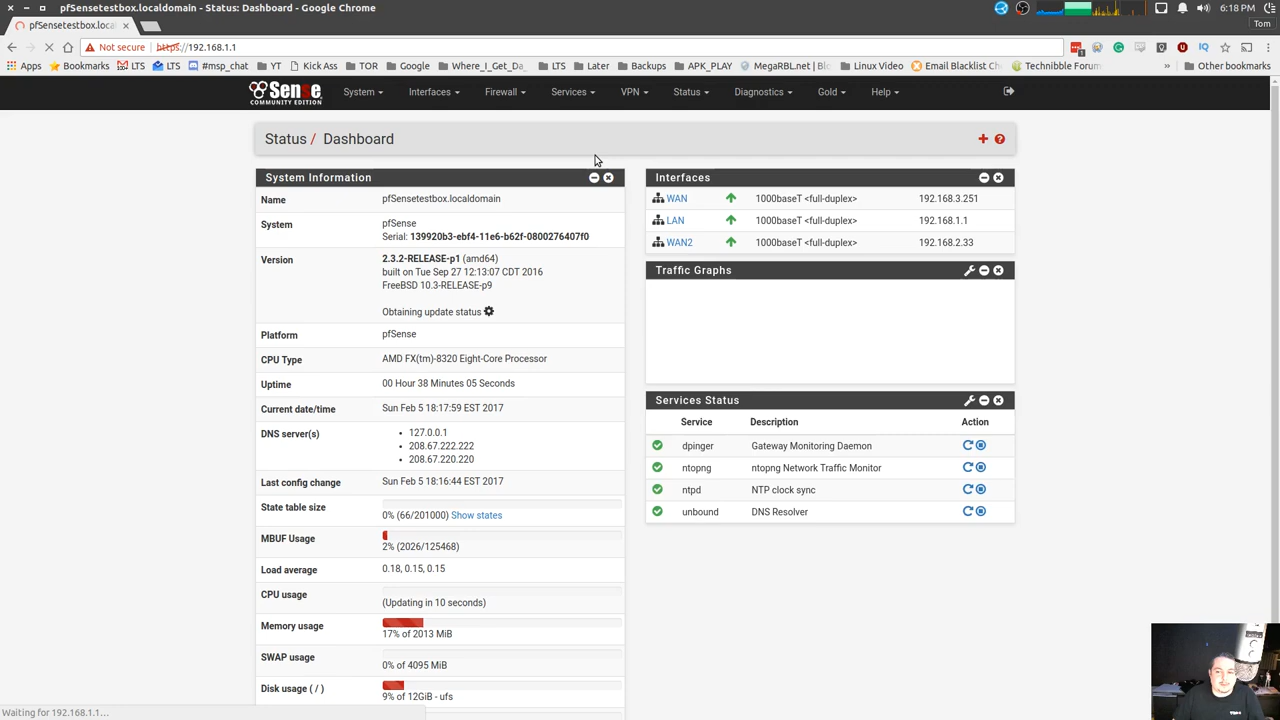 pfSensetestbox.localdomain - Status: Dashboard - Google Chrome
6:18 PM
pfSensetestbox.loca
Tom
Not secure https://192.168.1.1
Apps Bookmarks LTS LTS #msp_chat YT Kick Ass TOR Google Where_I_Get_Da LTS Later Backups APK_PLAY MegaRBL.net | Bl Linux Video Email Blacklist C Technibble Forum » Other bookmarks
Sense
COMMUNITY EDITION
System Interfaces Firewall Services VPN Status Diagnostics Gold Help
Status / Dashboard
System Information
Name pfSensetestbox.localdomain
System pfSense
Serial: 139920b3-ebf4-11e6-b62f-0800276407f0
Version 2.3.2-RELEASE-p1 (amd64)
built on Tue Sep 27 12:13:07 CDT 2016
FreeBSD 10.3-RELEASE-p9
Obtaining update status
Platform pfSense
CPU Type AMD FX(tm)-8320 Eight-Core Processor
Uptime 00 Hour 38 Minutes 05 Seconds
Current date/time Sun Feb 5 18:17:59 EST 2017
DNS server(s) • 127.0.0.1
• 208.67.222.222
• 208.67.220.220
Last config change Sun Feb 5 18:16:44 EST 2017
State table size 0% (66/201000) Show states
MBUF Usage 2% (2026/125468)
Load average 0.18, 0.15, 0.15
CPU usage (Updating in 10 seconds)
Memory usage 17% of 2013 MiB
SWAP usage 0% of 4095 MiB
Disk usage ( / ) 9% of 12GiB - ufs
Interfaces
WAN 1000baseT <full-duplex> 192.168.3.251
LAN 1000baseT <full-duplex> 192.168.1.1
WAN2 1000baseT <full-duplex> 192.168.2.33
Traffic Graphs
Services Status
Service Description Action
dpinger Gateway Monitoring Daemon
ntopng ntopng Network Traffic Monitor
ntpd NTP clock sync
unbound DNS Resolver
Waiting for 192.168.1.1...